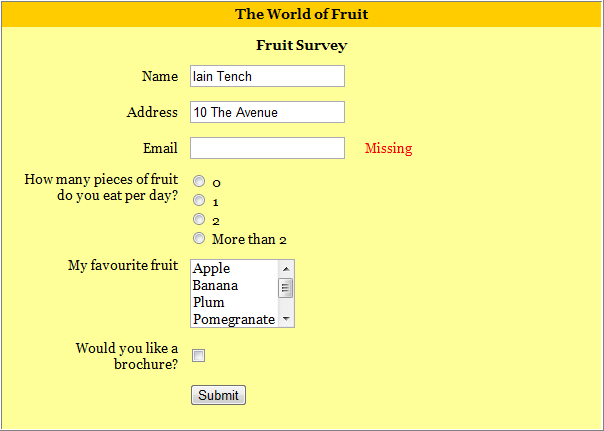 The World of Fruit
Fruit Survey
Name Iain Tench
Address 10 The Avenue
Email Missing
How many pieces of fruit
do you eat per day?
0
1
2
More than 2
My favourite fruit
Apple
Banana
Plum
Pomegranate
Would you like a
brochure?
Submit